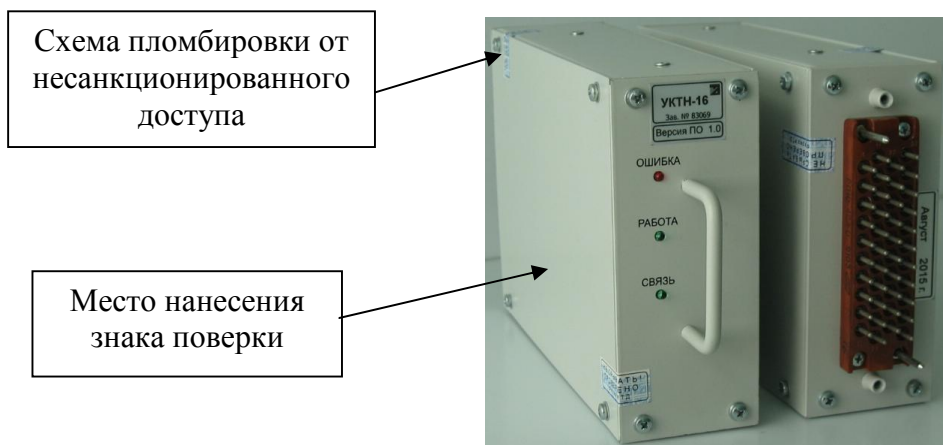 Схема пломбировки от
несанкционированного
доступа
Место нанесения
знака поверки
УКТН-16
Зав. № 83069
Версия ПО 1.0
ОШИБКА
РАБОТА
СВЯЗЬ
Август 2015 г.